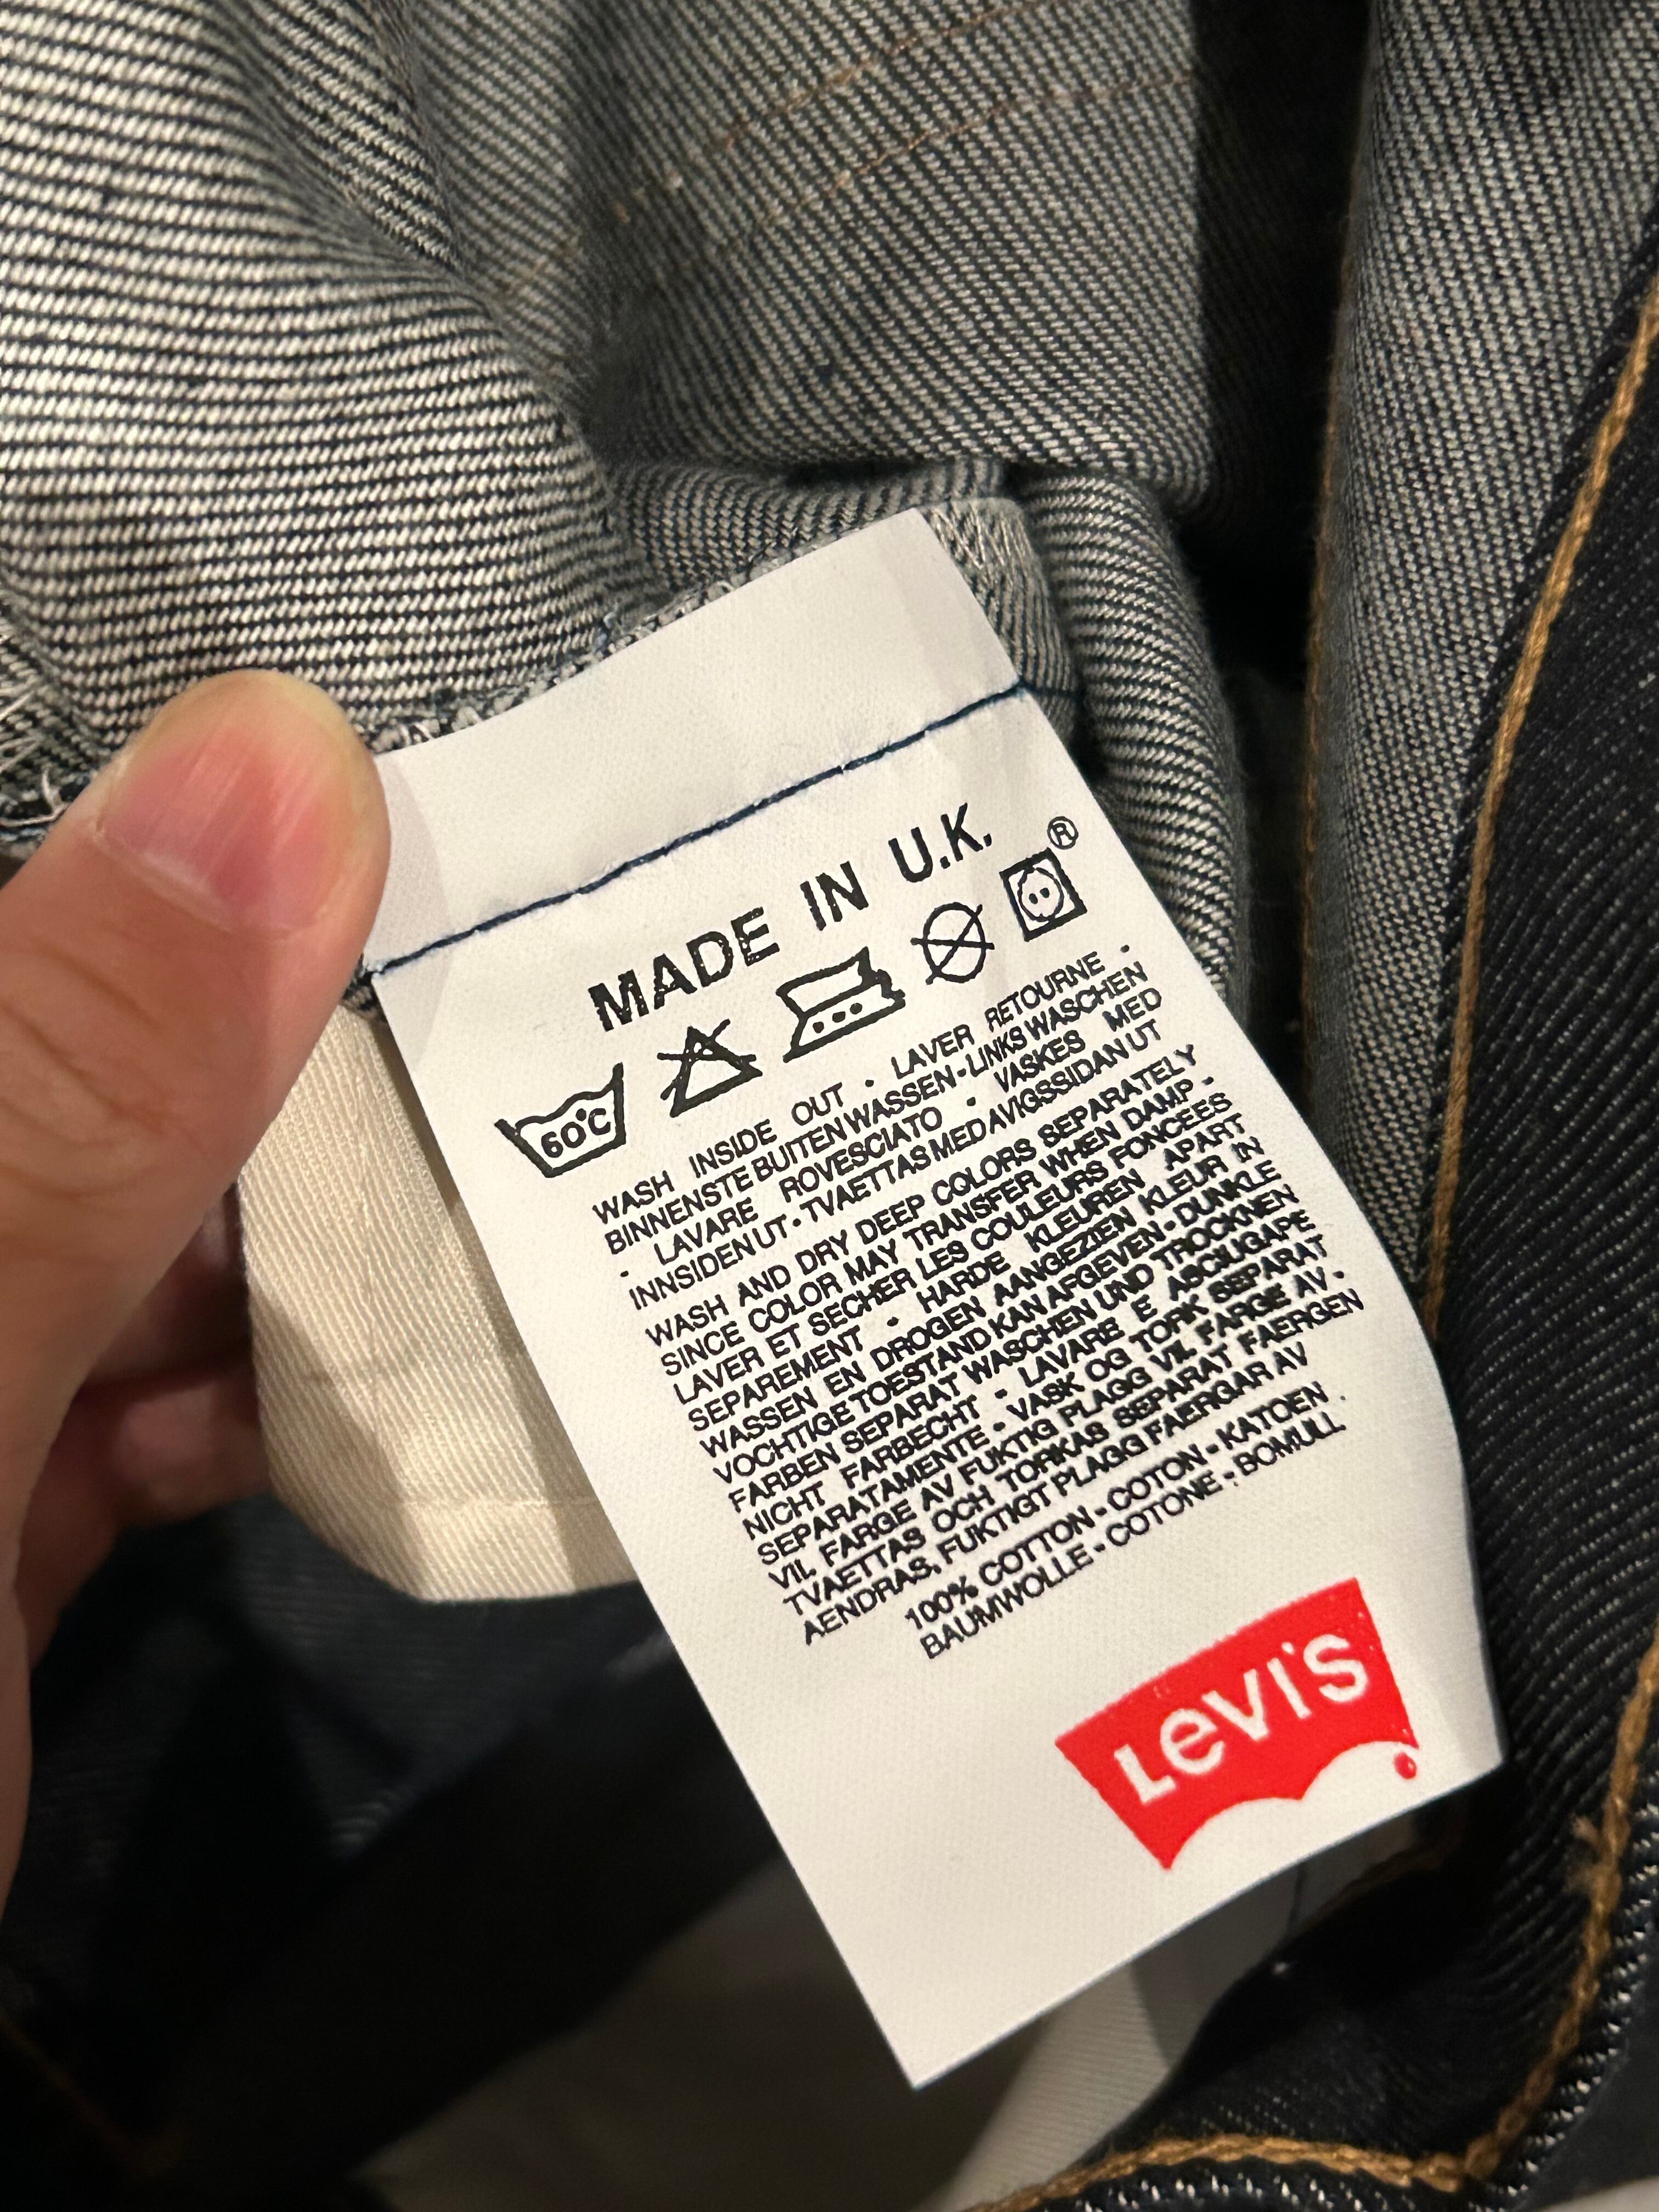 MADE IN U.K.
®
60°C
WASH INSIDE OUT · LAVER RETOURNE ·
BINNENSTE BUITEN WASSEN - LINKS WASCHEN
· LAVARE ROVESCIATO · VASKES MED
INNSIDEN UT - TVAETTAS MED AVIGSSIDAN UT
WASH AND DRY DEEP COLORS SEPARATELY
SINCE COLOR MAY TRANSFER WHEN DAMP -
LAVER ET SECHER LES COULEURS FONCEES
SEPAREMENT - HARDE KLEUREN APART
WASSEN EN DROGEN AANGEZIEN KLEUR IN
VOCHTIGE TOESTAND KAN AFGEVEN - DUNKLE
FARBEN SEPARAT WASCHEN UND TROCKNEN
NICHT FARBECHT - LAVARE E ASCIUGAPE
SEPARATAMENTE - VASK OG TORK SEPARAT
VIL FARGE AV FUKTIG PLAGG VIL FARGE AV -
TVAETTAS OCH TORKAS SEPARAT FAERGEN
AENDRAS, FUKTIGT PLAGG FAERGAR AV
100% COTTON - COTON - KATOEN -
BAUMWOLLE - COTONE - BOMULL
Levi's